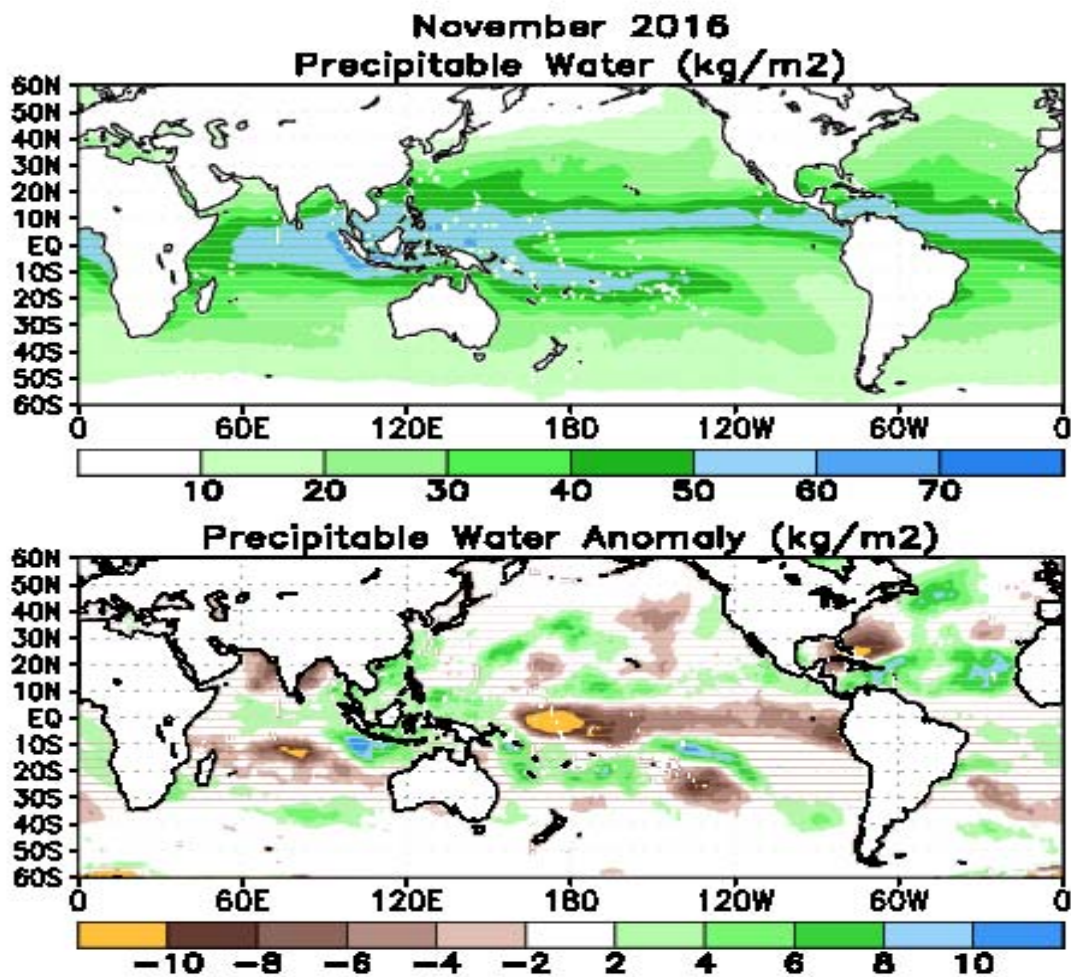 November 2016
Precipitable Water (kg/m2)
60N
50N
40N
30N
20N
10N
EQ
10S
20S
30S
40S
50S
60S
0 60E 120E 180 120W 60W 0
10 20 30 40 50 60 70
Precipitable Water Anomaly (kg/m2)
60N
50N
40N
30N
20N
10N
EQ
10S
20S
30S
40S
50S
60S
0 60E 120E 180 120W 60W 0
-10 -8 -6 -4 -2 2 4 6 8 10